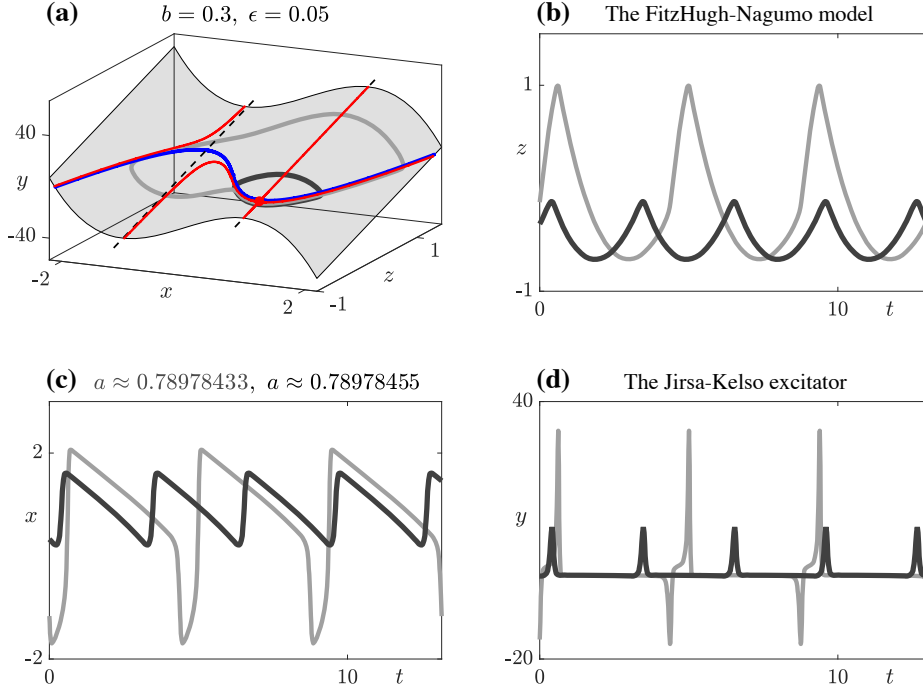 (a)
b = 0.3, ϵ = 0.05
40
y
-40
-2
x
2
-1
z
1
(b)
The FitzHugh-Nagumo model
1
z
-1
0
10
t
(c)
a ≈ 0.78978433, a ≈ 0.78978455
2
x
-2
0
10
t
(d)
The Jirsa-Kelso excitator
40
y
-20
0
10
t